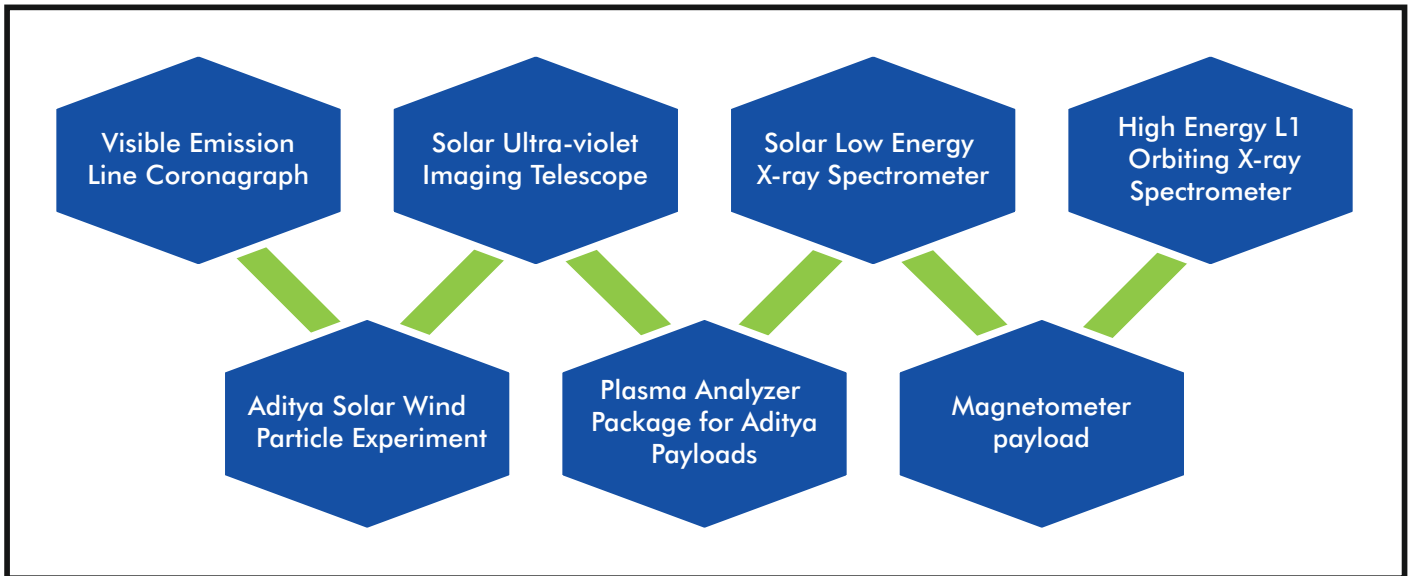 Visible Emission
Line Coronagraph
Solar Ultra-violet
Imaging Telescope
Solar Low Energy
X-ray Spectrometer
High Energy L1
Orbiting X-ray
Spectrometer
Aditya Solar Wind
Particle Experiment
Plasma Analyzer
Package for Aditya
Payloads
Magnetometer
payload